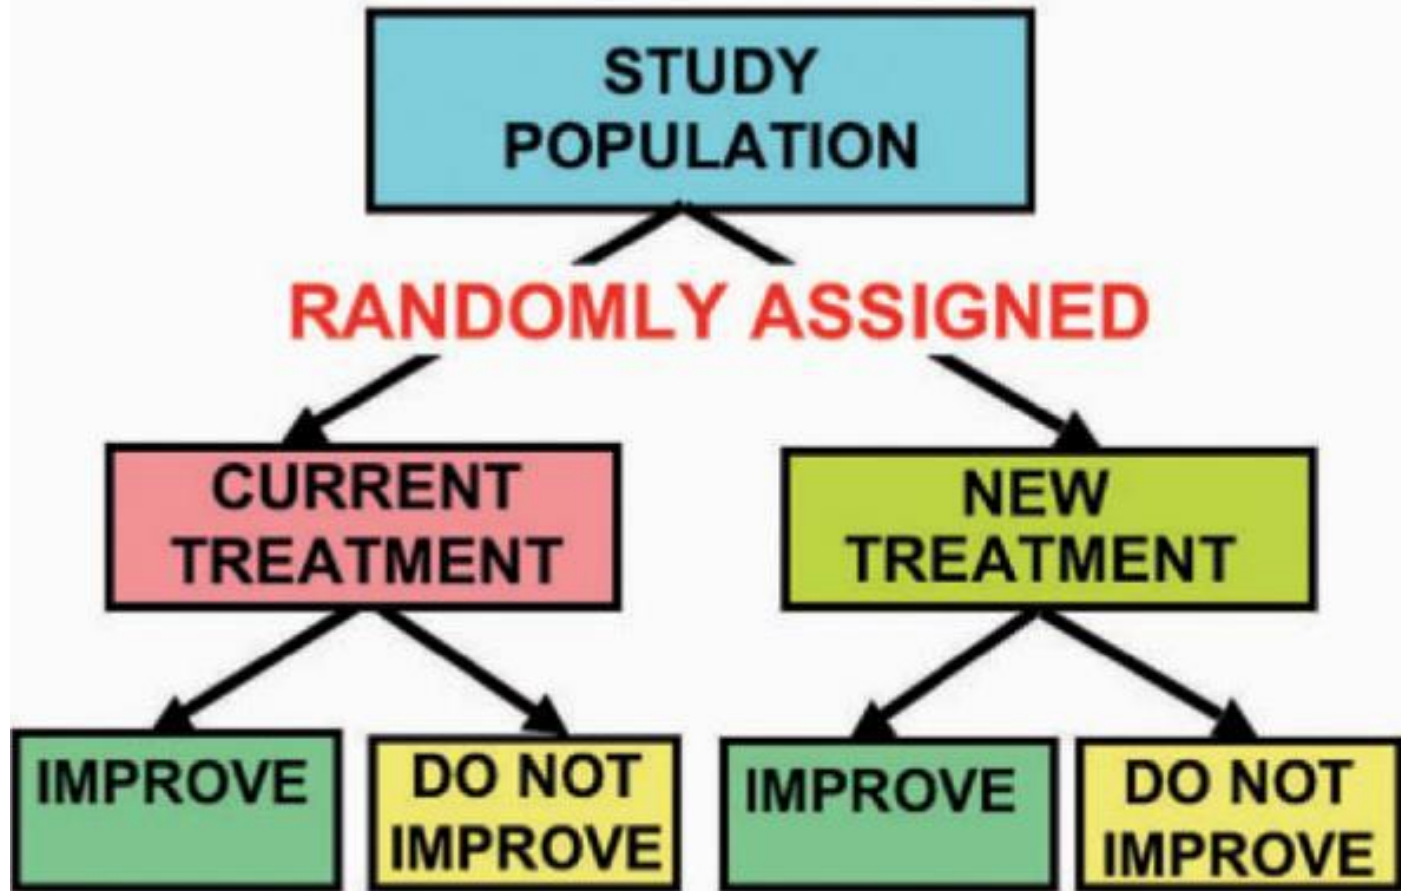 STUDY
POPULATION
RANDOMLY ASSIGNED
CURRENT
TREATMENT
NEW
TREATMENT
IMPROVE
DO NOT
IMPROVE
IMPROVE
DO NOT
IMPROVE